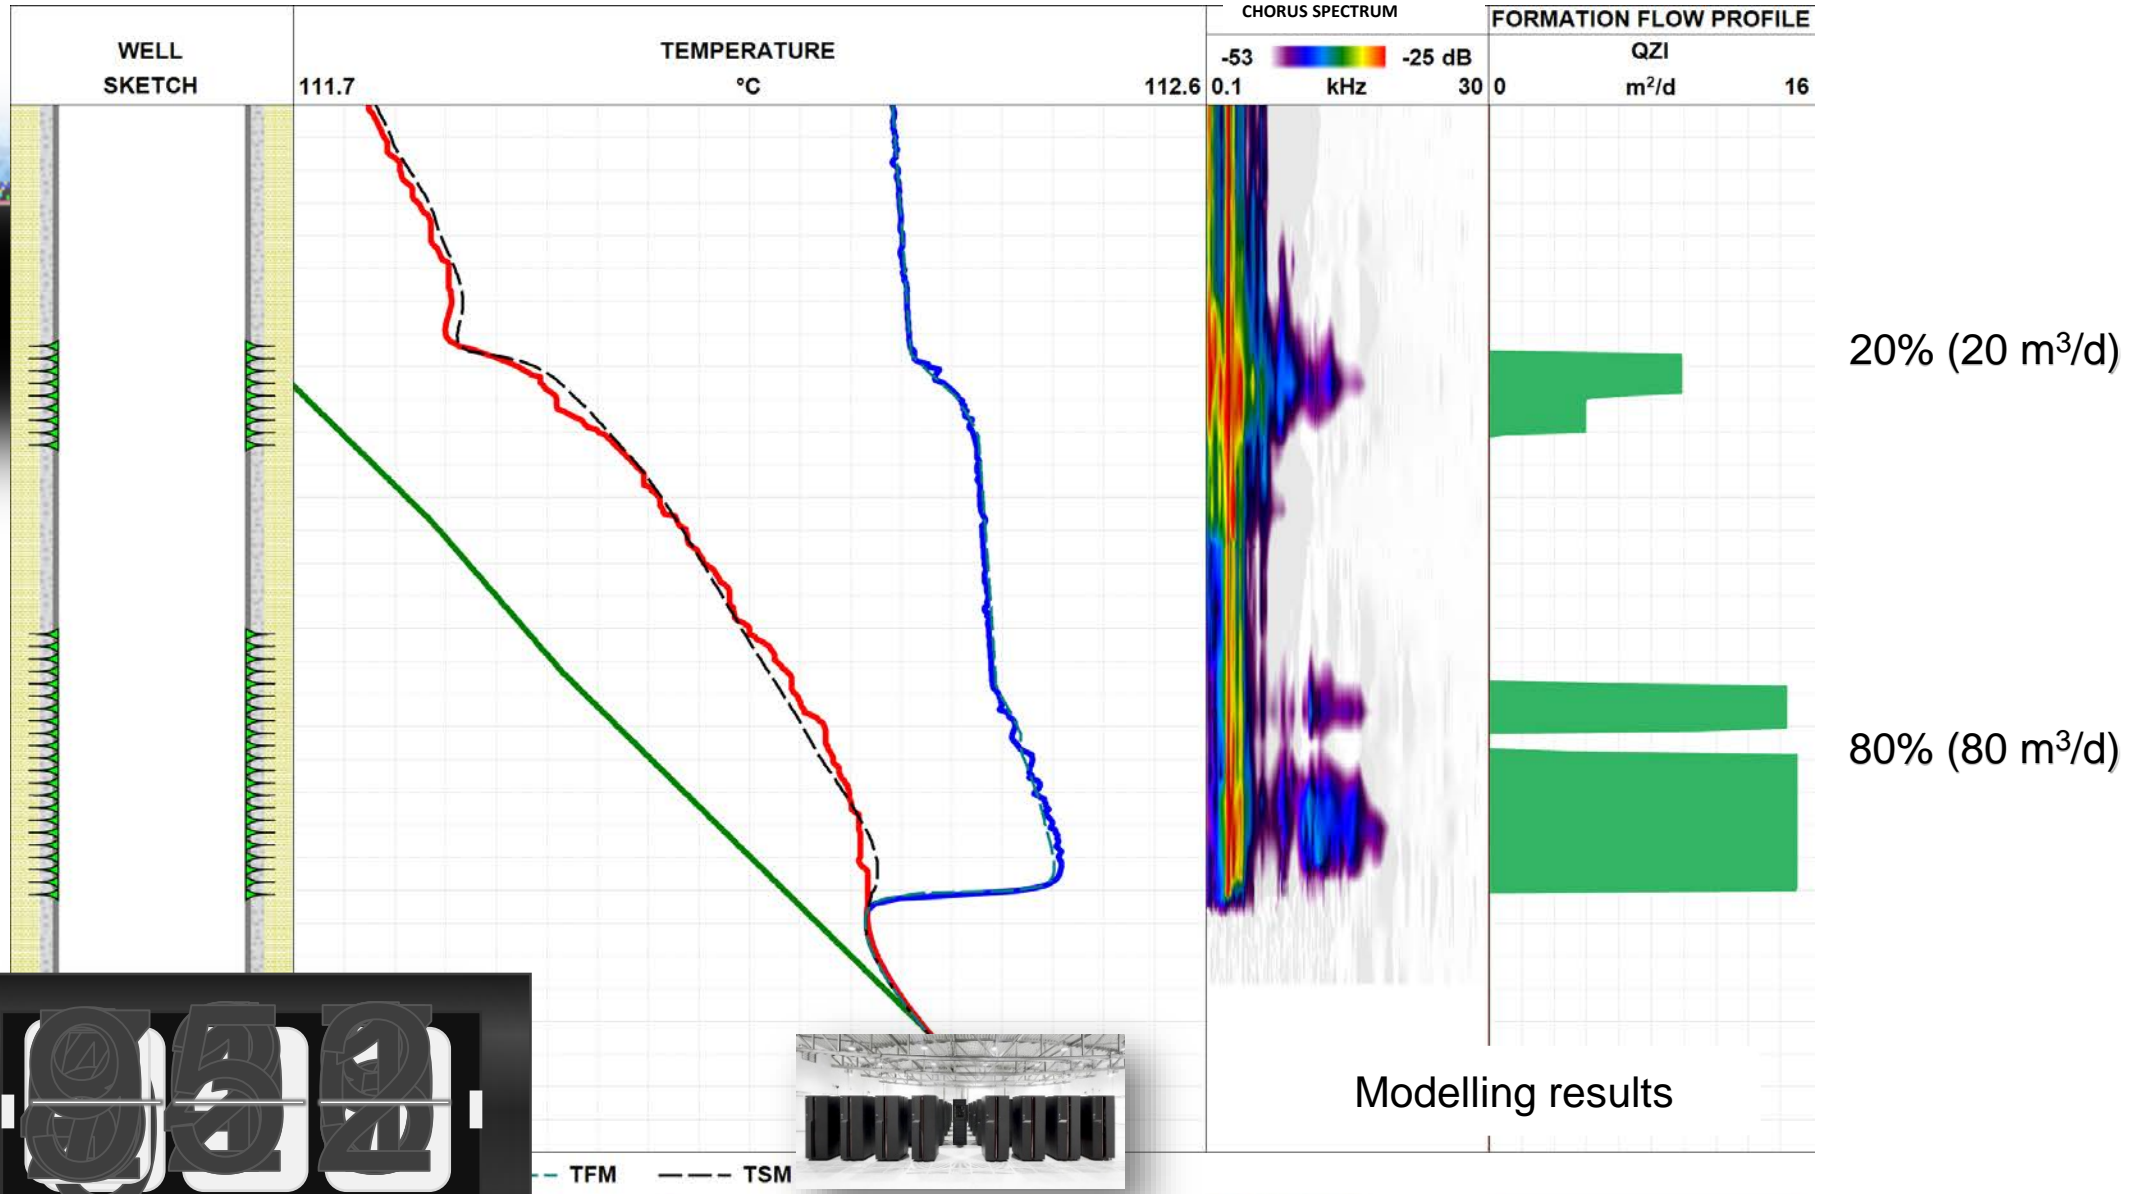 WELL
SKETCH
TEMPERATURE
°C
111.7
112.6
CHORUS SPECTRUM
-53
-25 dB
0.1
kHz
30
FORMATION FLOW PROFILE
QZI
m²/d
0
16
20% (20 m³/d)
80% (80 m³/d)
Modelling results
TFM
TSM